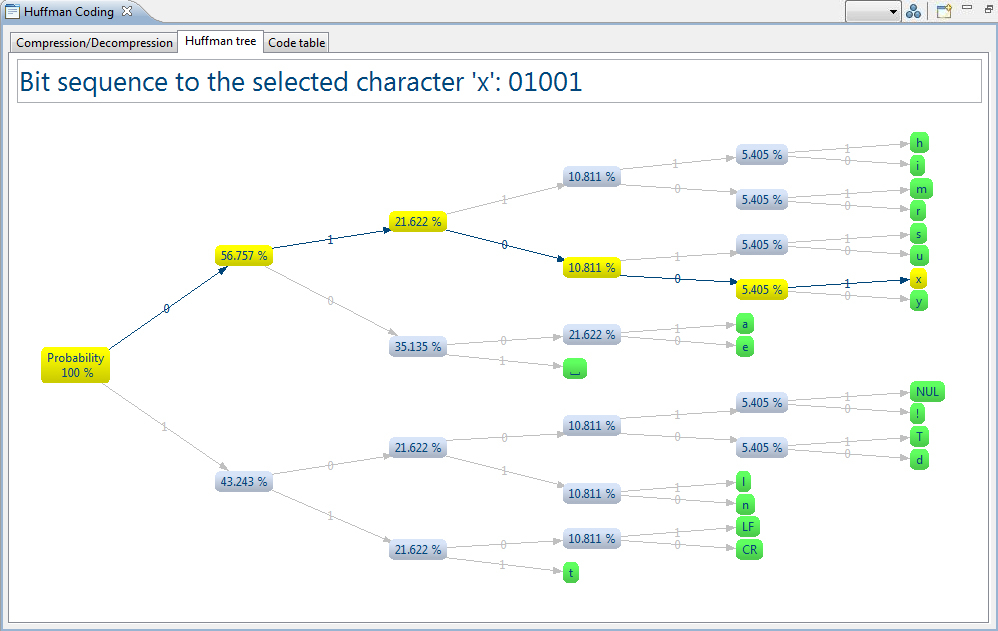 Huffman Coding
Compression/Decompression Huffman tree Code table
Bit sequence to the selected character 'x': 01001
1 h
5.405 % 0
1 i
10.811 %
0 1 m
1 5.405 % 0 r
21.622 %
1 1 s
0 5.405 % 0
56.757 % 1 u
10.811 %
0 1 x
5.405 % 0 y
0
0
1 a
21.622 % 0 0
35.135 % e
Probability 1
100 % ⎵
1 NUL
5.405 % 0
1 !
10.811 %
1 0 1 T
21.622 % 5.405 % 0 d
0 1
43.243 % 1 l
10.811 % 0 n
1 1 LF
10.811 %
21.622 % 0 0 CR
1 t